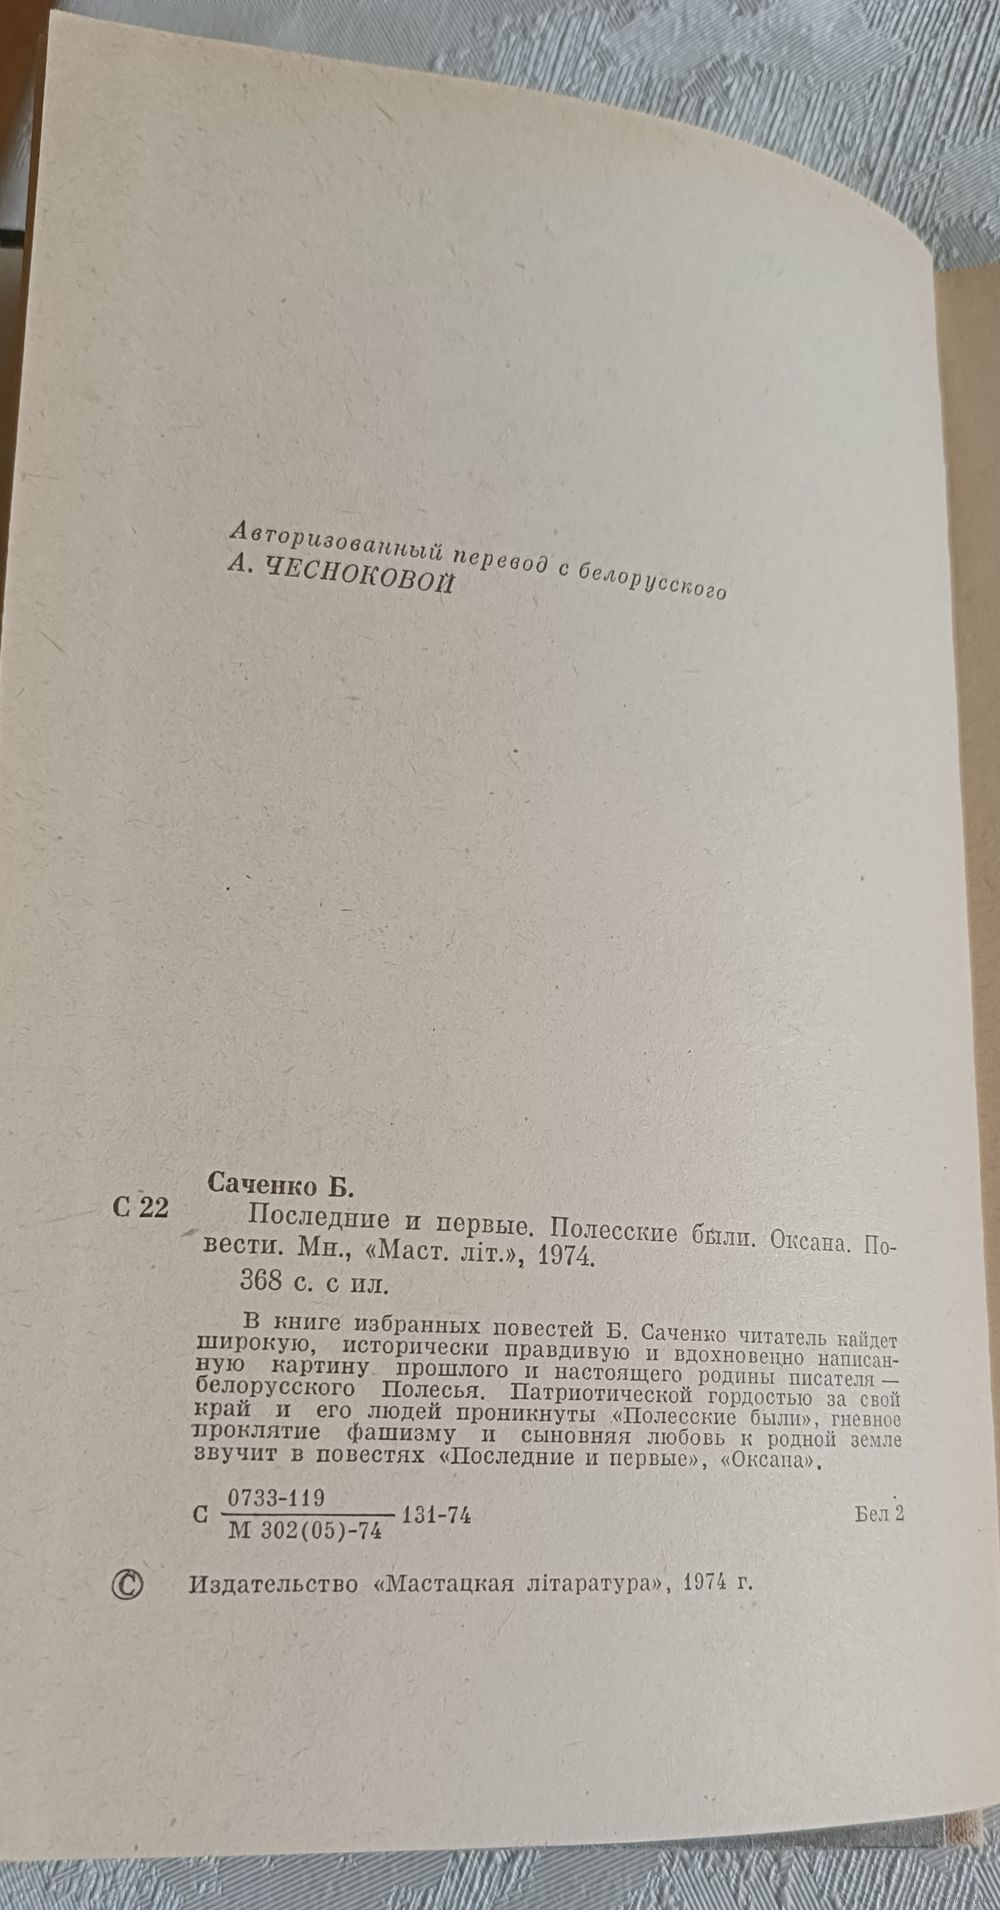 Авторизованный перевод с белорусского
А. ЧЕСНОКОВОЙ
Саченко Б.
С 22
Последние и первые. Полесские были. Оксана. По-
вести. Мн., «Маст. літ.», 1974.
368 с. с ил.
В книге избранных повестей Б. Саченко читатель найдет
широкую, исторически правдивую и вдохновенно написан-
ную картину прошлого и настоящего родины писателя —
белорусского Полесья. Патриотической гордостью за свой
край и его людей проникнуты «Полесские были», гневное
проклятие фашизму и сыновняя любовь к родной земле
звучит в повестях «Последние и первые», «Оксана».
0733-119
С 131-74
М 302(05)-74
Бел 2
© Издательство «Мастацкая літаратура», 1974 г.